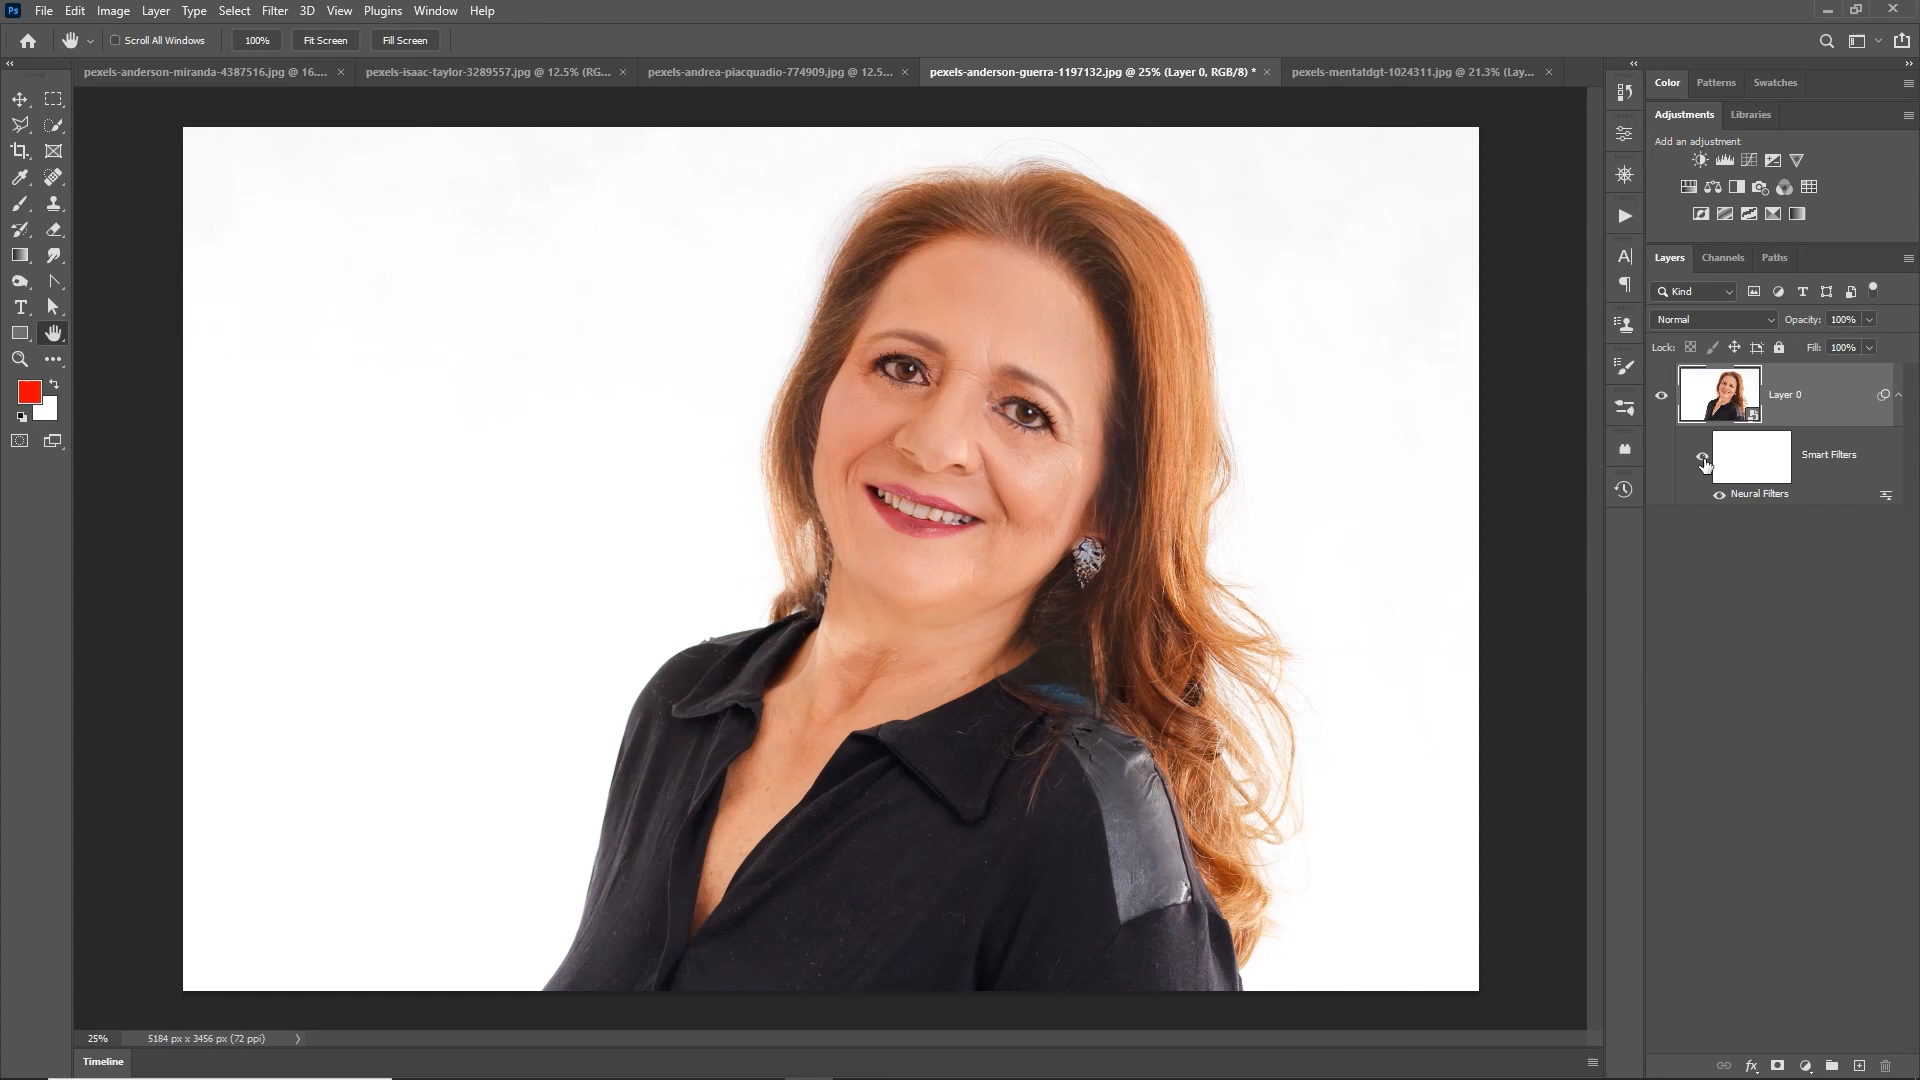 Ps File Edit Image Layer Type Select Filter 3D View Plugins Window Help
Scroll All Windows 100% Fit Screen Fill Screen
pexels-anderson-miranda-4387516.jpg @ 16.... × pexels-isaac-taylor-3289557.jpg @ 12.5% (RG... × pexels-andrea-piacquadio-774909.jpg @ 12.5... × pexels-anderson-guerra-1197132.jpg @ 25% (Layer 0, RGB/8) * × pexels-mentatdgt-1024311.jpg @ 21.3% (Lay... ×
Color Patterns Swatches
Adjustments Libraries
Add an adjustment
Layers Channels Paths
Kind
Normal Opacity: 100%
Lock: Fill: 100%
Layer 0
Smart Filters
Neural Filters
25% 5184 px x 3456 px (72 ppi)
Timeline